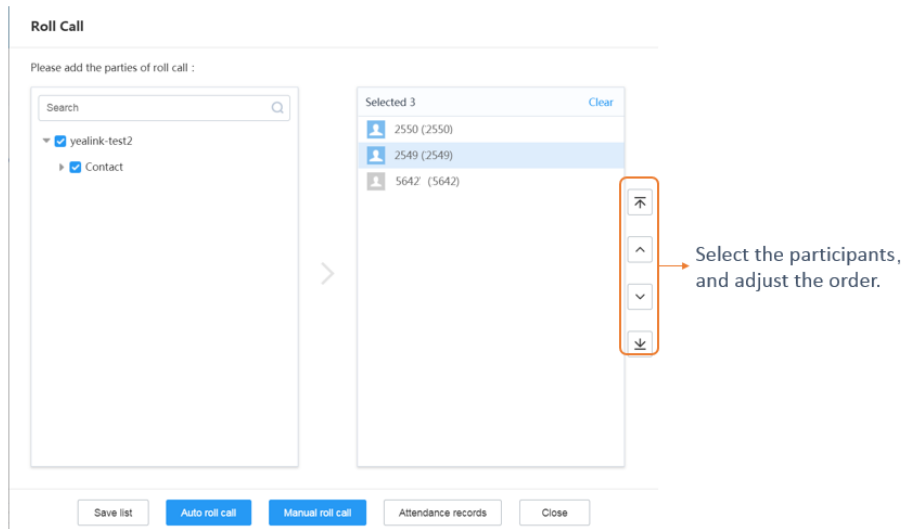 Roll Call
Please add the parties of roll call :
Search
yealink-test2
Contact
Selected 3 Clear
2550 (2550)
2549 (2549)
5642' (5642)
Select the participants,
and adjust the order.
Save list Auto roll call Manual roll call Attendance records Close